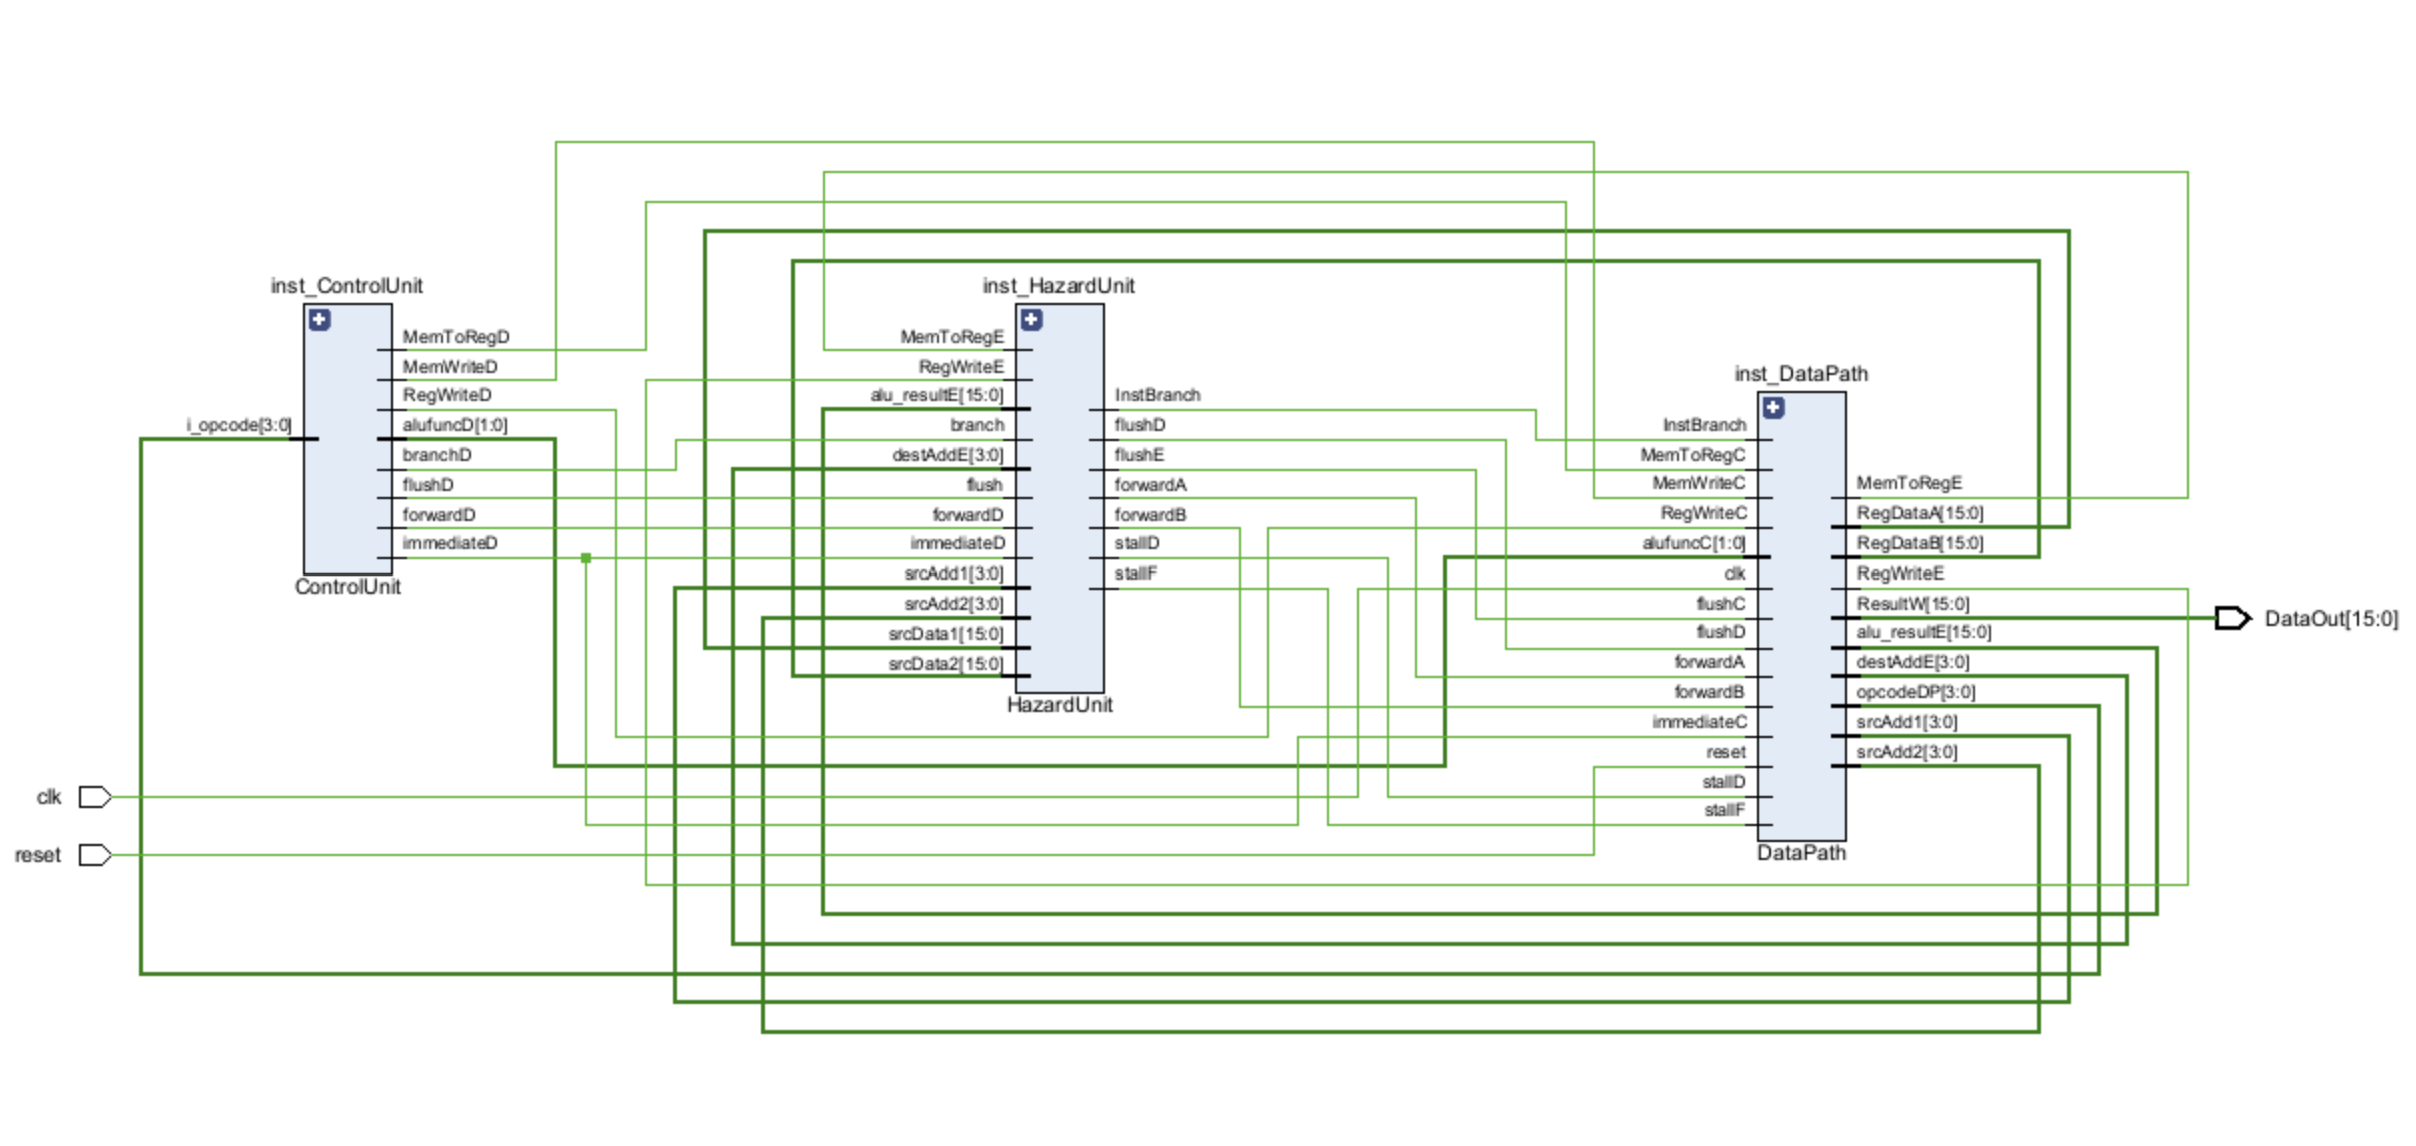 inst_ControlUnit
i_opcode[3:0]
MemToRegD
MemWriteD
RegWriteD
alufuncD[1:0]
branchD
flushD
forwardD
immediateD
ControlUnit
inst_HazardUnit
MemToRegE
RegWriteE
alu_resultE[15:0]
branch
destAddE[3:0]
flush
forwardD
immediateD
srcAdd1[3:0]
srcAdd2[3:0]
srcData1[15:0]
srcData2[15:0]
InstBranch
flushD
flushE
forwardA
forwardB
stallD
stallF
HazardUnit
inst_DataPath
InstBranch
MemToRegC
MemWriteC
RegWriteC
alufuncC[1:0]
clk
flushC
flushD
forwardA
forwardB
immediateC
reset
stallD
stallF
MemToRegE
RegDataA[15:0]
RegDataB[15:0]
RegWriteE
ResultW[15:0]
alu_resultE[15:0]
destAddE[3:0]
opcodeDP[3:0]
srcAdd1[3:0]
srcAdd2[3:0]
DataPath
DataOut[15:0]
clk
reset